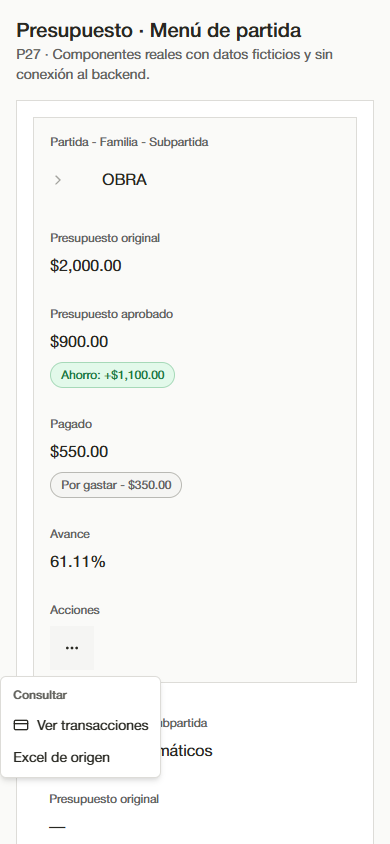 Presupuesto · Menú de partida
P27 · Componentes reales con datos ficticios y sin
conexión al backend.
Partida - Familia - Subpartida
OBRA
Presupuesto original
$2,000.00
Presupuesto aprobado
$900.00
Ahorro: +$1,100.00
Pagado
$550.00
Por gastar - $350.00
Avance
61.11%
Acciones
...
Consultar
Ver transacciones
Excel de origen
Presupuesto original
—